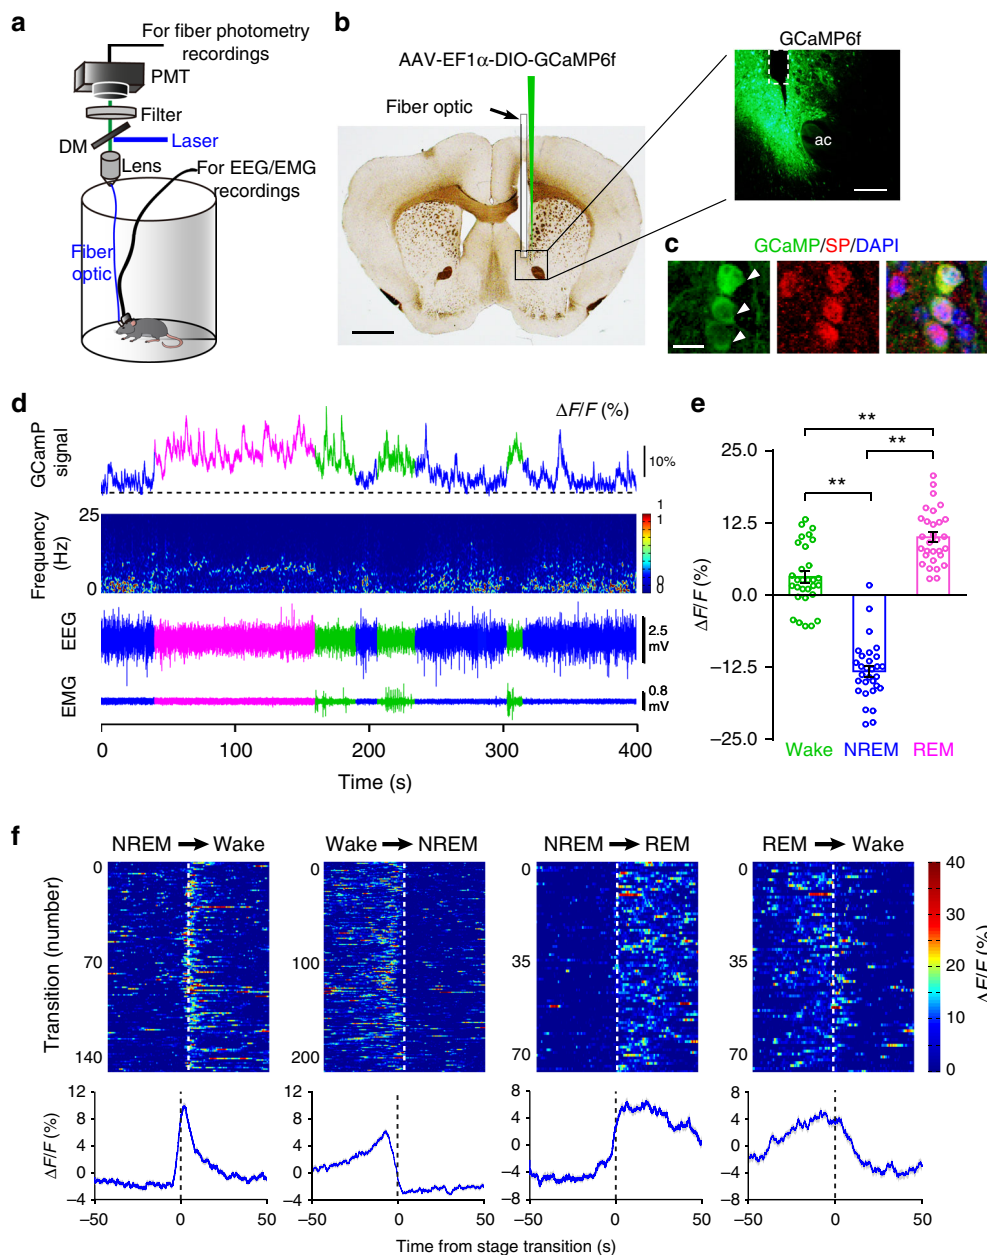 a
For fiber photometry
recordings
PMT
Filter
DM
Laser
Lens
For EEG/EMG
recordings
Fiber
optic
b
AAV-EF1α-DIO-GCaMP6f
Fiber optic
GCaMP6f
ac
c
GCaMP/SP/DAPI
d
ΔF/F (%)
GCamP
signal
10%
25
Frequency
(Hz)
0
1
1
0
0
EEG
2.5
mV
EMG
0.8
mV
0 100 200 300 400
Time (s)
e
** 
**
**
25.0
12.5
0.0
−12.5
−25.0
ΔF/F (%)
Wake NREM REM
f
NREM → Wake
Wake → NREM
NREM → REM
REM → Wake
Transition (number)
0
70
140
0
100
200
0
35
70
0
35
70
40
30
20
10
0
ΔF/F (%)
ΔF/F (%)
12
8
4
0
−4
−50 0 50
12
8
4
0
−4
−50 0 50
8
4
0
−4
−8
−50 0 50
8
4
0
−4
−8
−50 0 50
Time from stage transition (s)